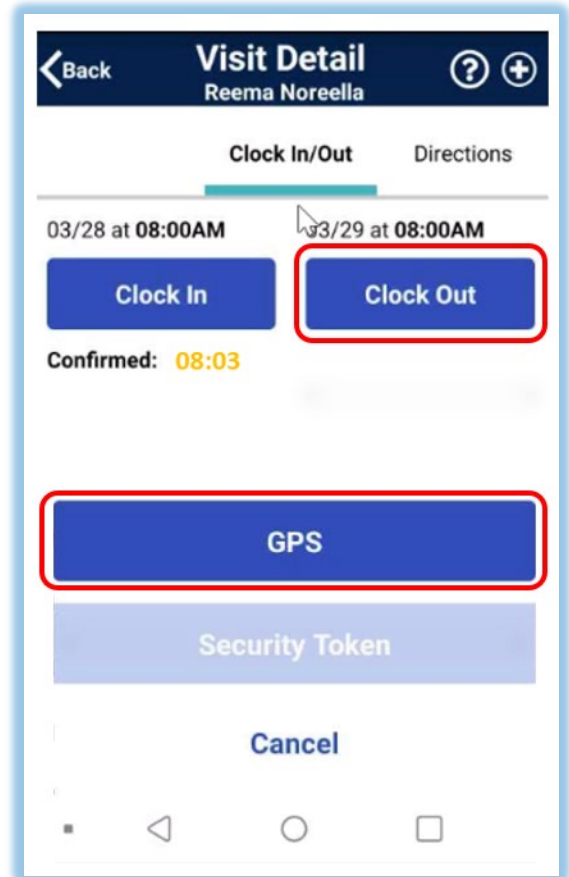 Back
Visit Detail
Reema Noreella
?
Clock In/Out Directions
03/28 at 08:00AM 03/29 at 08:00AM
Clock In Clock Out
Confirmed: 08:03
GPS
Security Token
Cancel